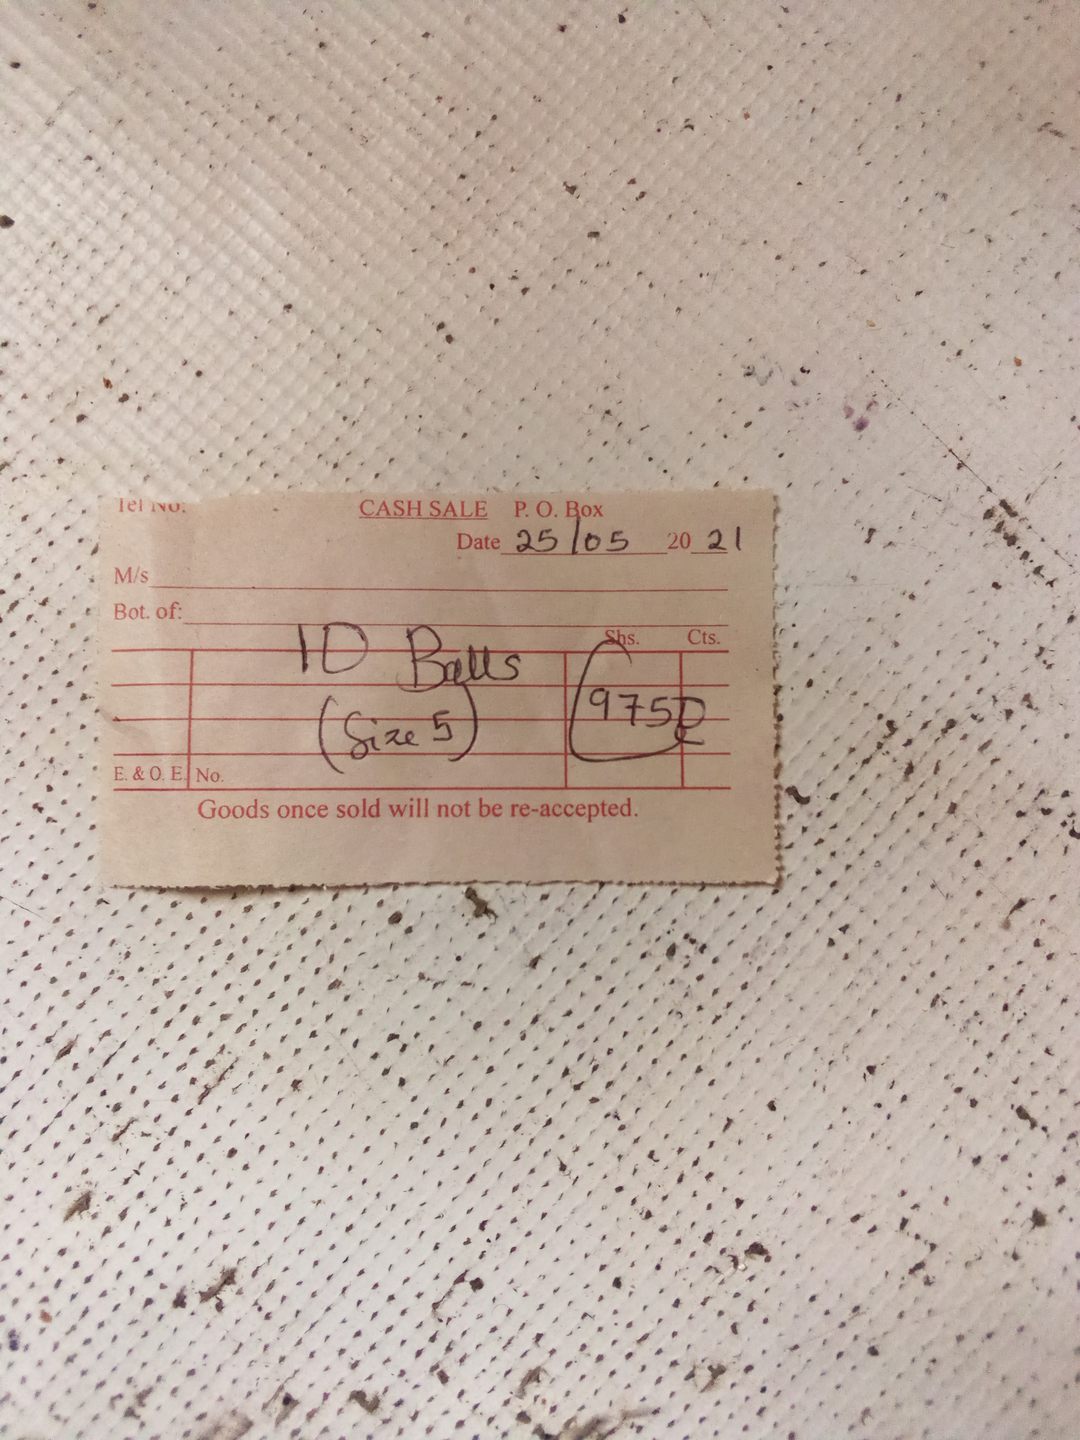 Tel No:
CASH SALE P. O. Box
Date 25/05 20 21
M/s
Bot. of:
Shs. Cts.
10 Balls
(Size 5)
E. & O. E. No.
Goods once sold will not be re-accepted.